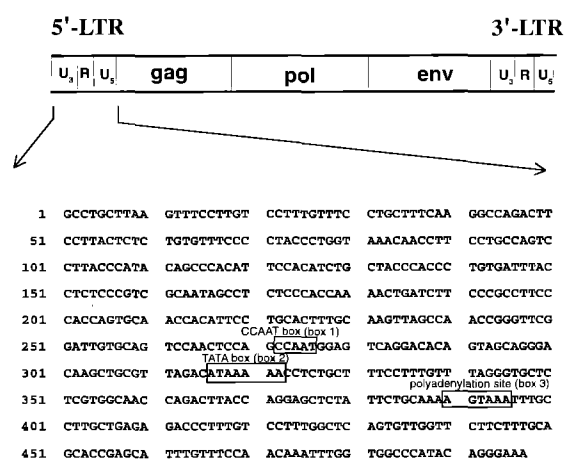 5'-LTR 3'-LTR
U3 R U5 gag pol env U3 R U5
1 GCCTGCTTAA GTTTCCTTGT CCTTTGTTTC CTGCTTTCAA GGCCAGACTT
51 CCTTACTCTC TGTGTTTCCC CTACCCTGGT AAACAACCTT CCTGCCAGTC
101 CTTACCCATA CAGCCCACAT TCCACATCTG CTACCCACCC TGTGATTTAC
151 CTCTCCCGTC GCAATAGCCT CTCCCACCAA AACTGATCTT CCCGCCTTCC
201 CACCAGTGCA ACCACATTCC TGCACTTTGC AAGTTAGCCA ACCGGGTTCG
CCAAT box (box 1)
251 GATTGTGCAG TCCAACTCCA GCCAATGGAG TCAGGACACA GTAGCAGGGA
TATA box (box 2)
301 CAAGCTGCGT TAGACATAAA AACCTCTGCT TTCCTTTGTT TAGGGTGCTC
polyadenylation site (box 3)
351 TCGTGGCAAC CAGACTTACC AGGAGCTCTA TTCTGCAAAA AGTAAATTTGC
401 CTTGCTGAGA GACCCTTTGT CCTTTGGCTC AGTGTTGGTT CTCTTTGCA
451 GCACCGAGCA TTTGTTTCCA ACAAATTTGG TGGCCCATAC AGGGAAA